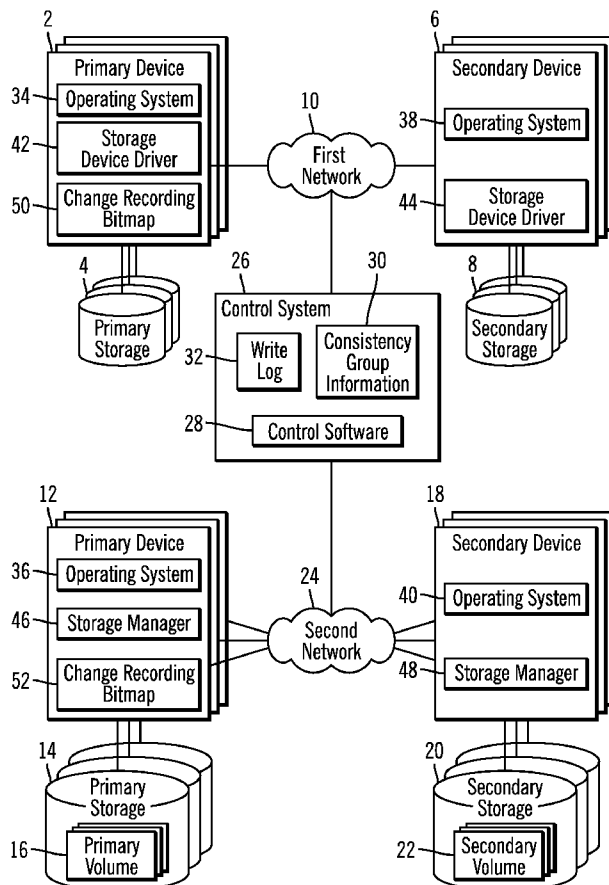 2
Primary Device
34
Operating System
42
Storage
Device Driver
50
Change Recording
Bitmap
4
Primary
Storage
10
First
Network
6
Secondary Device
38
Operating System
44
Storage
Device Driver
8
Secondary
Storage
26
Control System
30
32
Write
Log
Consistency
Group
Information
28
Control Software
12
Primary Device
36
Operating System
46
Storage Manager
52
Change Recording
Bitmap
14
Primary
Storage
16
Primary
Volume
24
Second
Network
18
Secondary Device
40
Operating System
48
Storage Manager
20
Secondary
Storage
22
Secondary
Volume